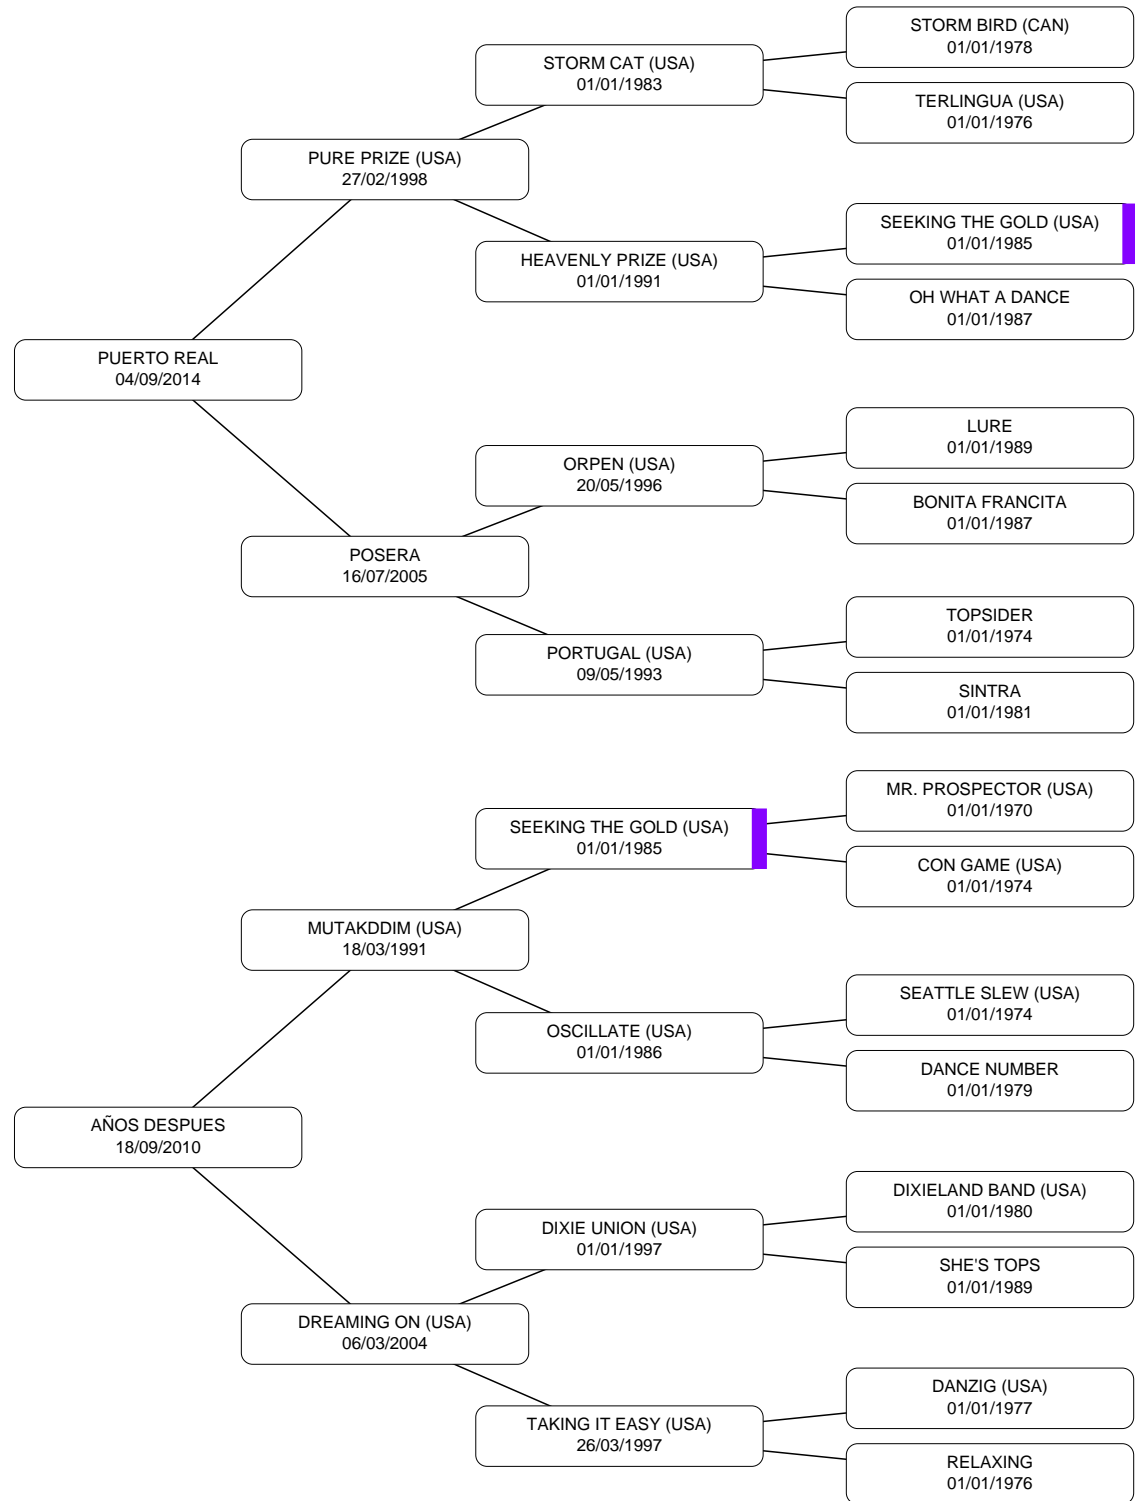 STORM BIRD (CAN)
01/01/1978
STORM CAT (USA)
01/01/1983
TERLINGUA (USA)
01/01/1976
PURE PRIZE (USA)
27/02/1998
SEEKING THE GOLD (USA)
01/01/1985
HEAVENLY PRIZE (USA)
01/01/1991
OH WHAT A DANCE
01/01/1987
PUERTO REAL
04/09/2014
LURE
01/01/1989
ORPEN (USA)
20/05/1996
BONITA FRANCITA
01/01/1987
POSERA
16/07/2005
TOPSIDER
01/01/1974
PORTUGAL (USA)
09/05/1993
SINTRA
01/01/1981
MR. PROSPECTOR (USA)
01/01/1970
SEEKING THE GOLD (USA)
01/01/1985
CON GAME (USA)
01/01/1974
MUTAKDDIM (USA)
18/03/1991
SEATTLE SLEW (USA)
01/01/1974
OSCILLATE (USA)
01/01/1986
DANCE NUMBER
01/01/1979
AÑOS DESPUES
18/09/2010
DIXIELAND BAND (USA)
01/01/1980
DIXIE UNION (USA)
01/01/1997
SHE'S TOPS
01/01/1989
DREAMING ON (USA)
06/03/2004
DANZIG (USA)
01/01/1977
TAKING IT EASY (USA)
26/03/1997
RELAXING
01/01/1976